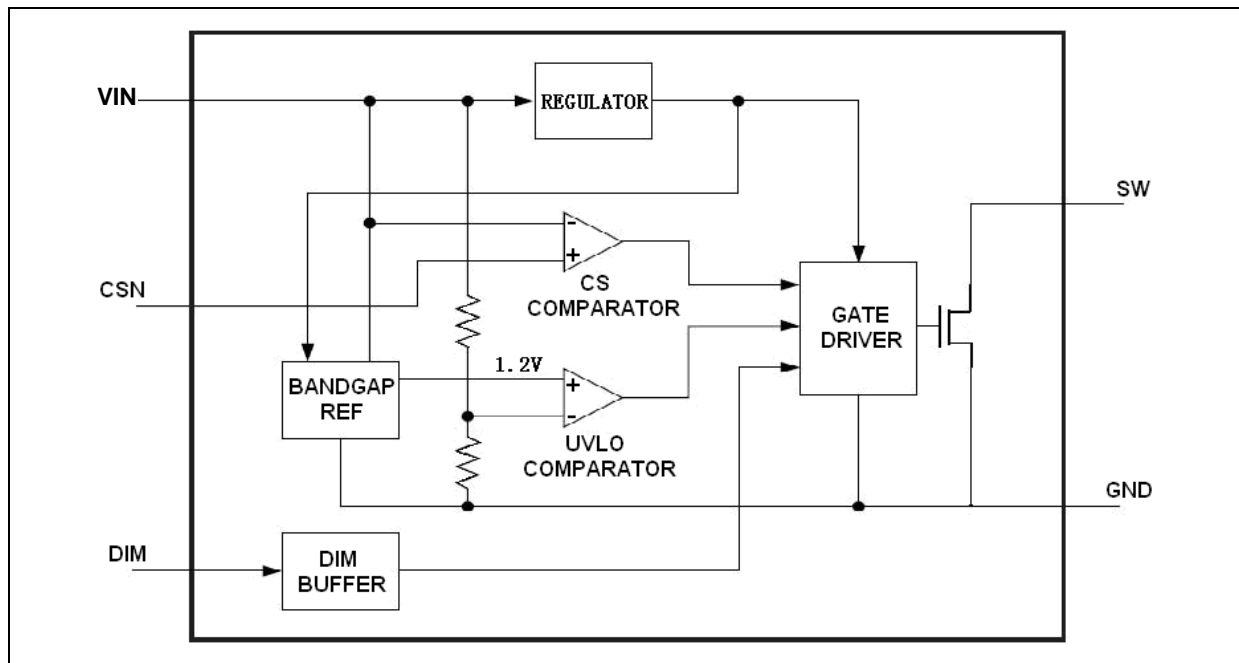 VIN
REGULATOR
SW
-
+
CSN
CS
COMPARATOR
GATE
DRIVER
1.2V
BANDGAP
REF
+
-
UVLO
COMPARATOR
GND
DIM
DIM
BUFFER